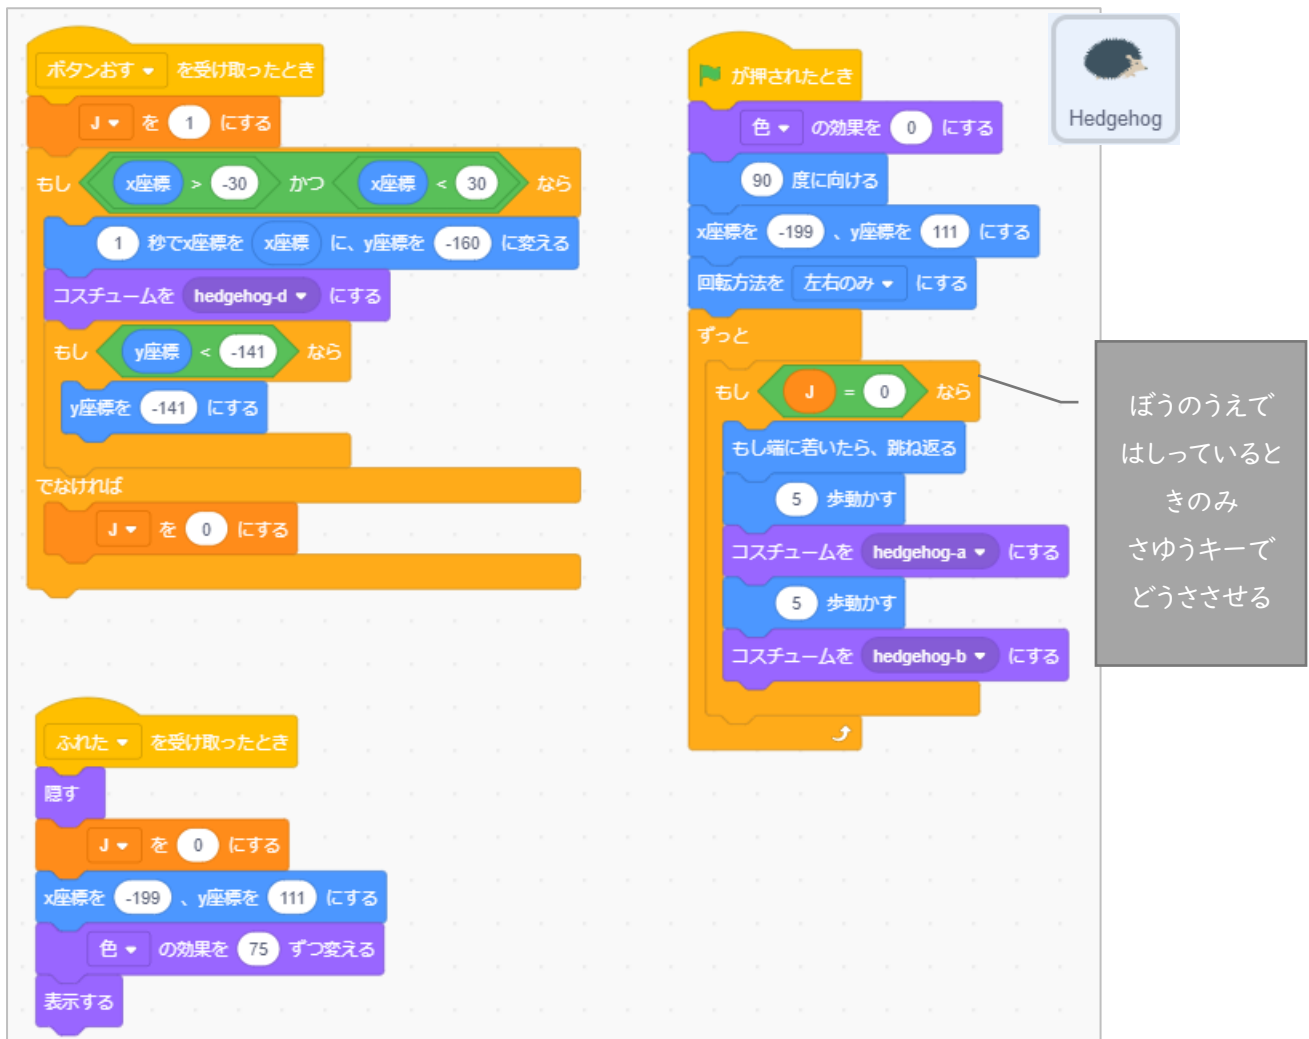 ボタンおす を受け取ったとき
J を 1 にする
もし x座標 > -30 かつ x座標 < 30 なら
1 秒でx座標を x座標 に、y座標を -160 に変える
コスチュームを hedgehog-d にする
もし y座標 < -141 なら
y座標を -141 にする
でなければ
J を 0 にする
ふれた を受け取ったとき
隠す
J を 0 にする
x座標を -199 、y座標を 111 にする
色 の効果を 75 ずつ変える
表示する
が押されたとき
色 の効果を 0 にする
90 度に向ける
x座標を -199 、y座標を 111 にする
回転方法を 左右のみ にする
ずっと
もし J = 0 なら
もし端に着いたら、跳ね返る
5 歩動かす
コスチュームを hedgehog-a にする
5 歩動かす
コスチュームを hedgehog-b にする
Hedgehog
ぼうのうえで
はしっていると
きのみ
さゆうキーで
どうささせる